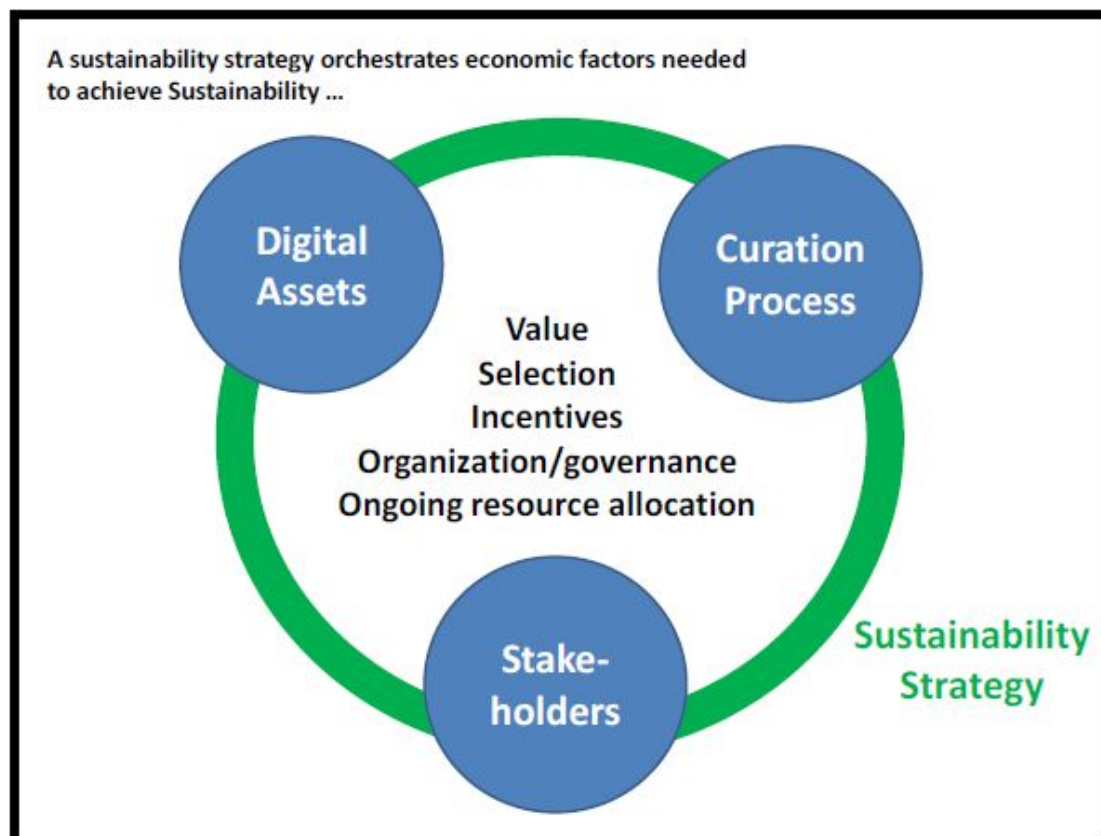 A sustainability strategy orchestrates economic factors needed
to achieve Sustainability ...
Digital
Assets
Curation
Process
Value
Selection
Incentives
Organization/governance
Ongoing resource allocation
Stake-
holders
Sustainability
Strategy